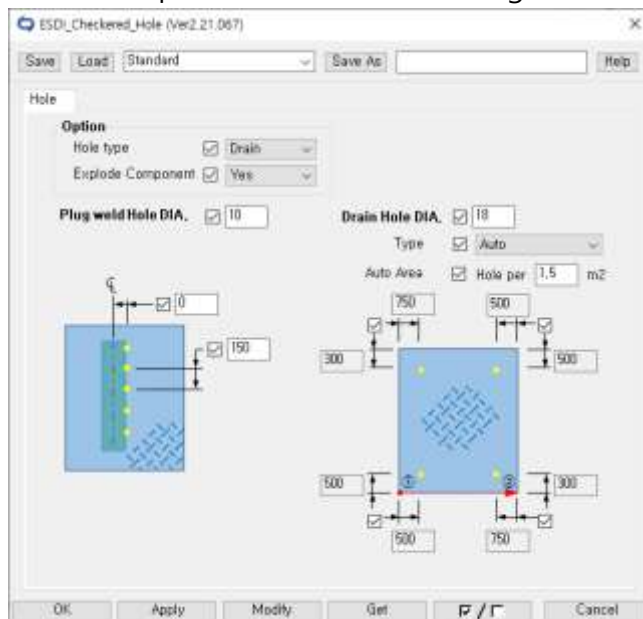 ESDI_Checkered_Hole (Ver2.21.067)
Save Load Standard Save As Help
Hole
Option
Hole type Drain
Explode Component Yes
Plug weld Hole DIA. 10 Drain Hole DIA. 18
Type Auto
Auto Area Hole per 1,5 m2
750 500
0
150
300 500
500 300
① ②
500 750
OK Apply Modify Get Cancel